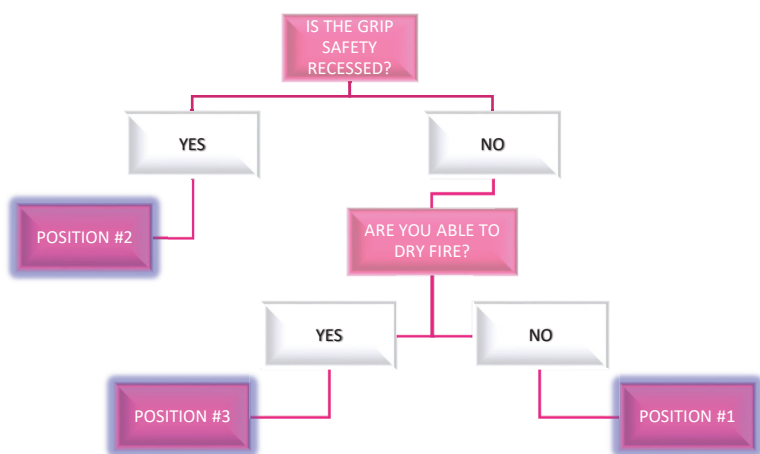 IS THE GRIP
SAFETY
RECESSED?
YES
NO
POSITION #2
ARE YOU ABLE TO
DRY FIRE?
YES
NO
POSITION #3
POSITION #1